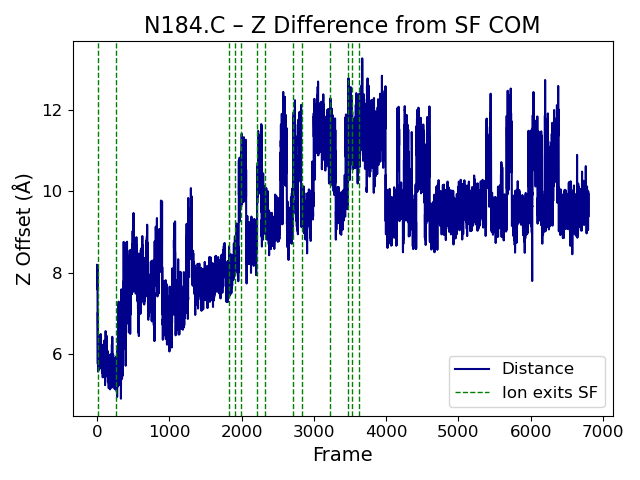 N184.C – Z Difference from SF COM
Z Offset (Å)
12
10
8
6
0 1000 2000 3000 4000 5000 6000 7000
Frame
Distance
Ion exits SF